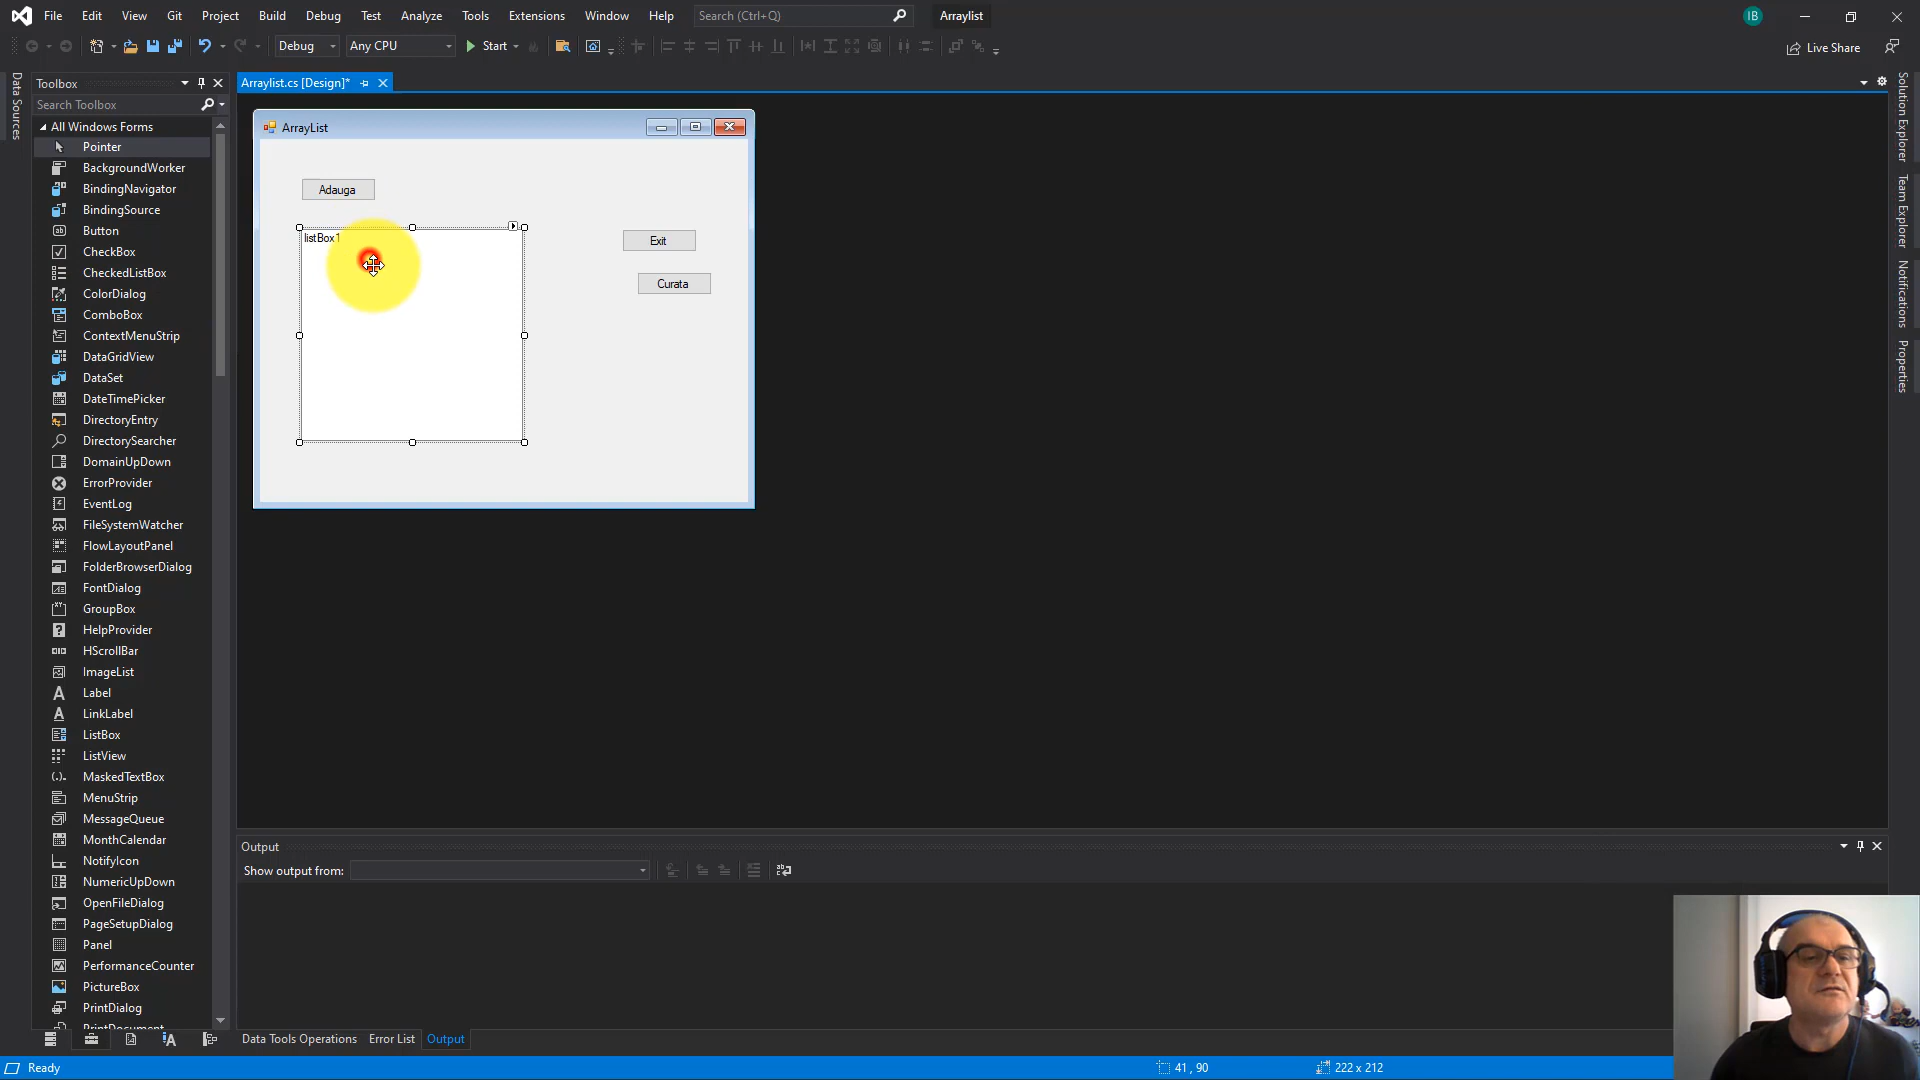 File Edit View Git Project Build Debug Test Analyze Tools Extensions Window Help Search (Ctrl+Q) Arraylist IB
Debug Any CPU Start Live Share
Data Sources
Toolbox
Search Toolbox
All Windows Forms
Pointer
BackgroundWorker
BindingNavigator
BindingSource
Button
CheckBox
CheckedListBox
ColorDialog
ComboBox
ContextMenuStrip
DataGridView
DataSet
DateTimePicker
DirectoryEntry
DirectorySearcher
DomainUpDown
ErrorProvider
EventLog
FileSystemWatcher
FlowLayoutPanel
FolderBrowserDialog
FontDialog
GroupBox
HelpProvider
HScrollBar
ImageList
Label
LinkLabel
ListBox
ListView
MaskedTextBox
MenuStrip
MessageQueue
MonthCalendar
NotifyIcon
NumericUpDown
OpenFileDialog
PageSetupDialog
Panel
PerformanceCounter
PictureBox
PrintDialog
PrintDocument
Arraylist.cs [Design]*
ArrayList
Adauga
listBox1
Exit
Curata
Solution Explorer
Team Explorer
Notifications
Properties
Output
Show output from:
Data Tools Operations Error List Output
Ready 41 , 90 222 x 212